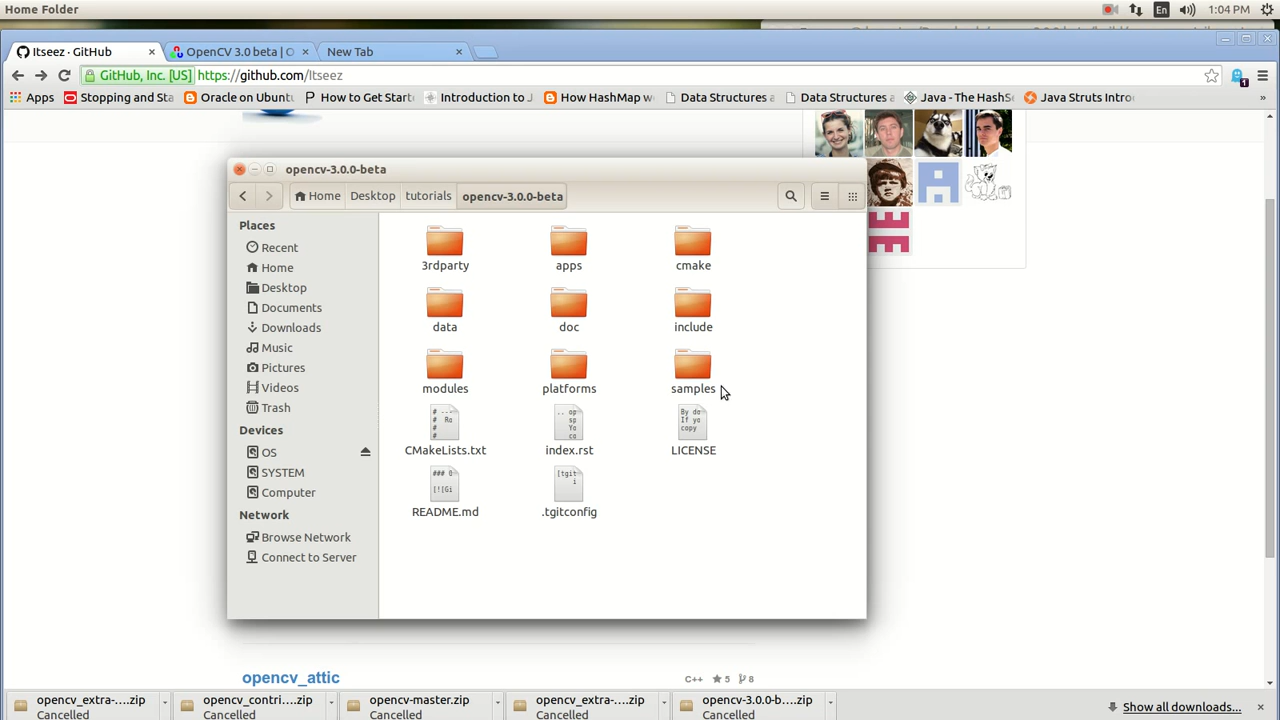 Home Folder
En
1:04 PM
Itseez · GitHub
OpenCV 3.0 beta | O
New Tab
GitHub, Inc. [US]
https://github.com/Itseez
Apps
Stopping and Sta
Oracle on Ubunt
How to Get Start
Introduction to J
How HashMap w
Data Structures a
Data Structures a
Java - The HashS
Java Struts Intro
»
opencv-3.0.0-beta
Home
Desktop
tutorials
opencv-3.0.0-beta
Places
Recent
Home
Desktop
Documents
Downloads
Music
Pictures
Videos
Trash
Devices
OS
SYSTEM
Computer
Network
Browse Network
Connect to Server
3rdparty
apps
cmake
data
doc
include
modules
platforms
samples
CMakeLists.txt
index.rst
LICENSE
README.md
.tgitconfig
opencv_attic
C++
5
8
opencv_extra-....zip
Cancelled
opencv_contri....zip
Cancelled
opencv-master.zip
Cancelled
opencv_extra-....zip
Cancelled
opencv-3.0.0-b....zip
Cancelled
Show all downloads...